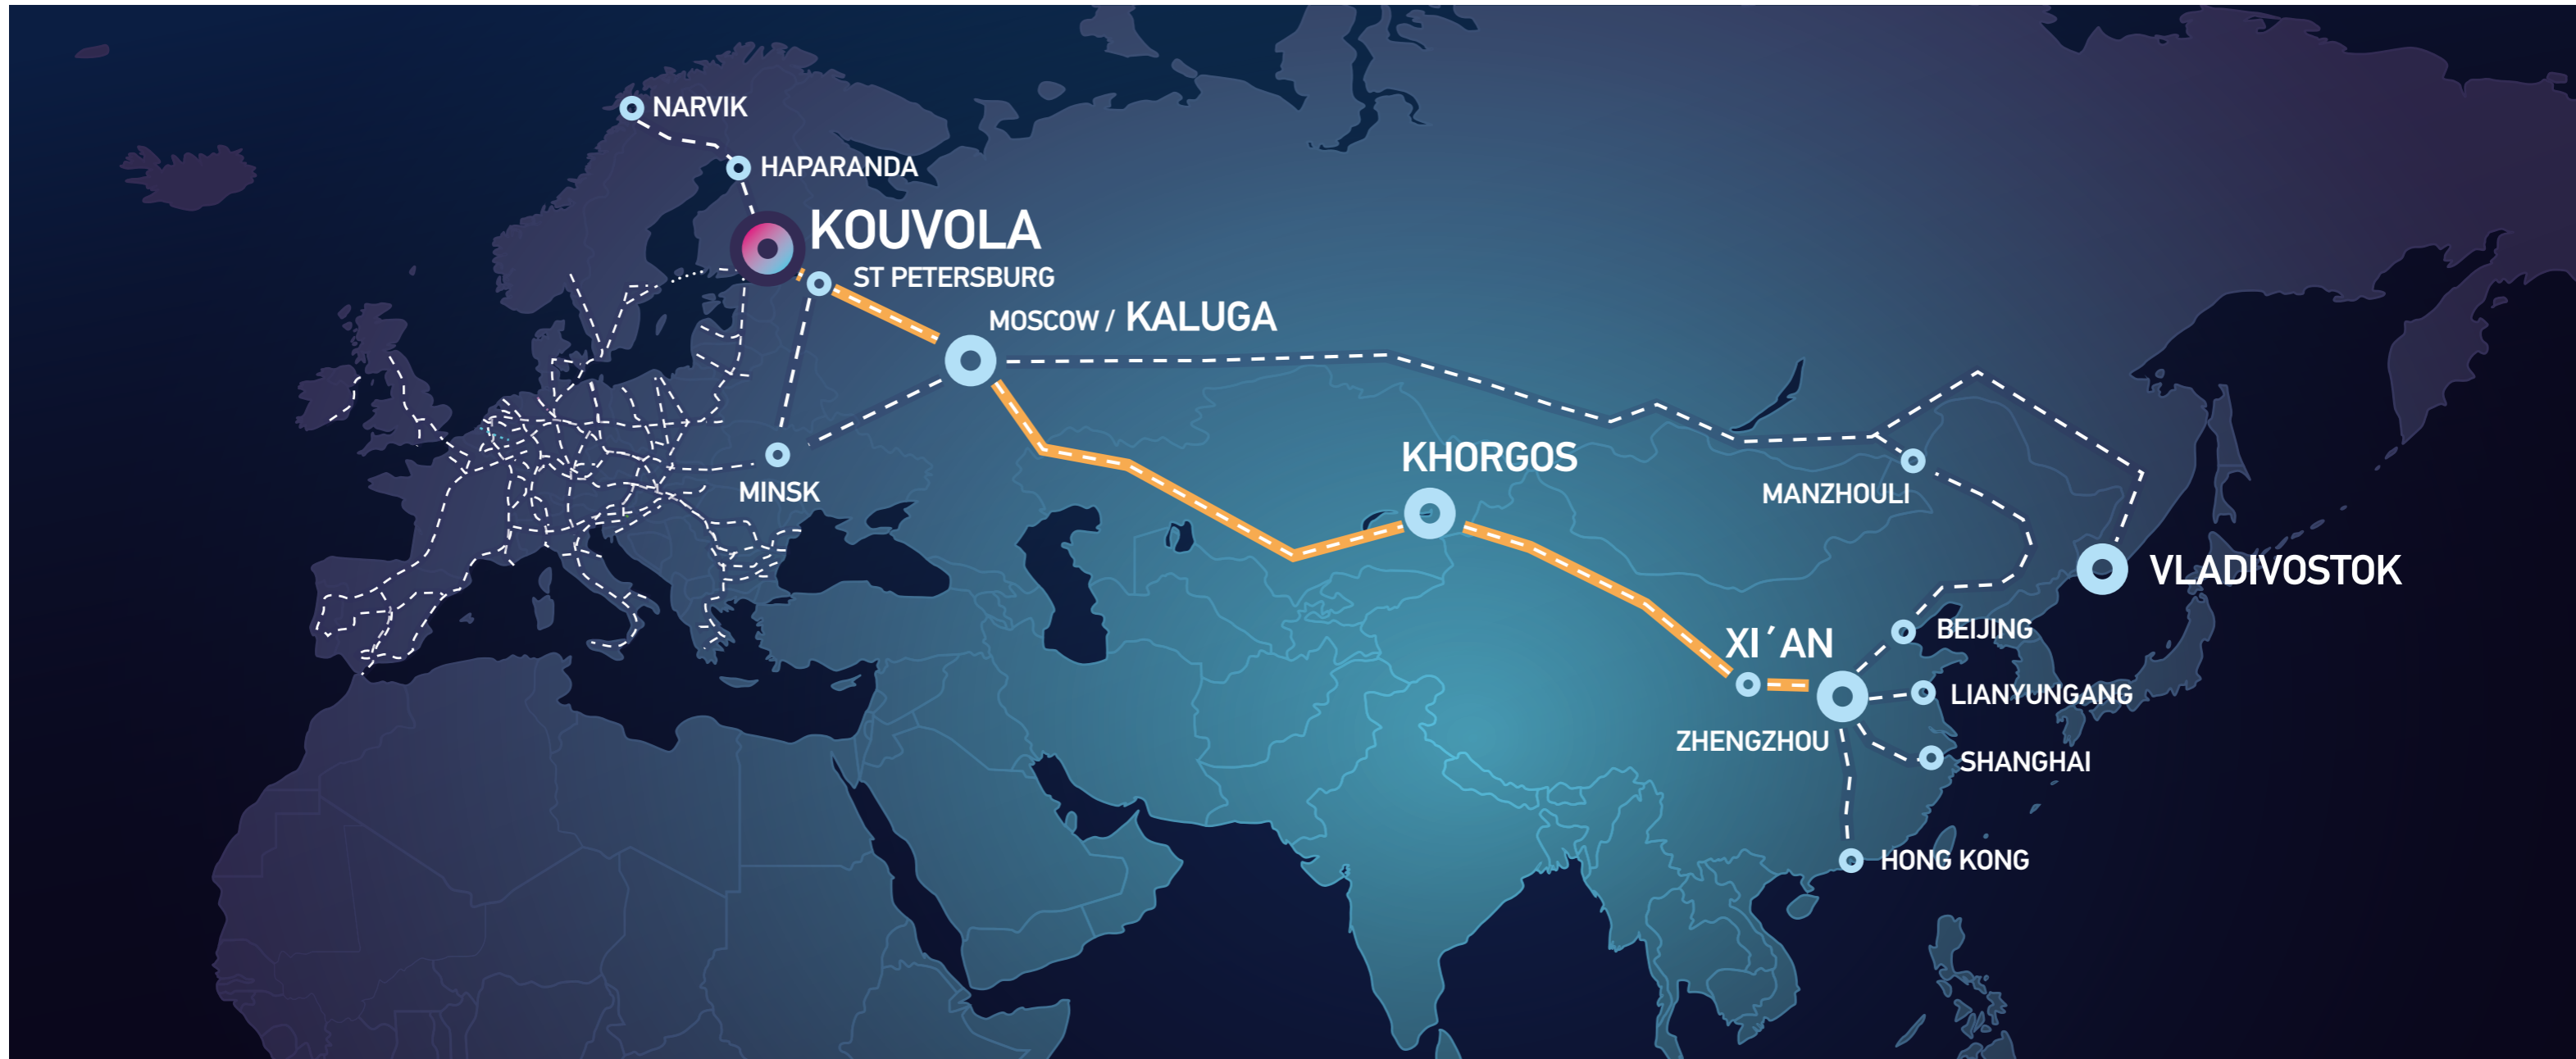 NARVIK
HAPARANDA
KOUVOLA
ST PETERSBURG
MOSCOW / KALUGA
KHORGOS
MINSK
MANZHOULI
VLADIVOSTOK
XI´AN
BEIJING
LIANYUNGANG
ZHENGZHOU
SHANGHAI
HONG KONG